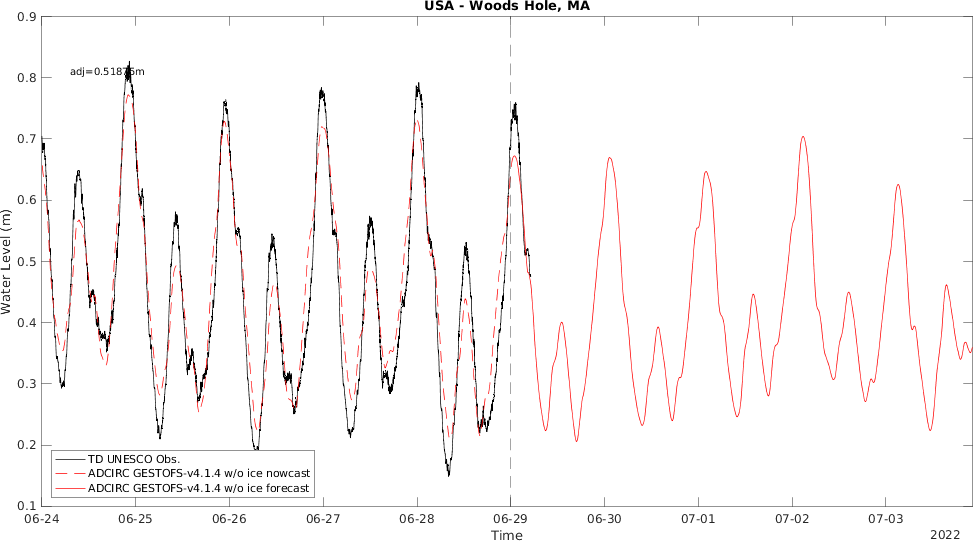 USA - Woods Hole, MA
0.9
0.8
0.7
0.6
0.5
0.4
0.3
0.2
0.1
Water Level (m)
adj=0.51876m
TD UNESCO Obs.
ADCIRC GESTOFS-v4.1.4 w/o ice nowcast
ADCIRC GESTOFS-v4.1.4 w/o ice forecast
06-24 06-25 06-26 06-27 06-28 06-29 06-30 07-01 07-02 07-03
Time
2022